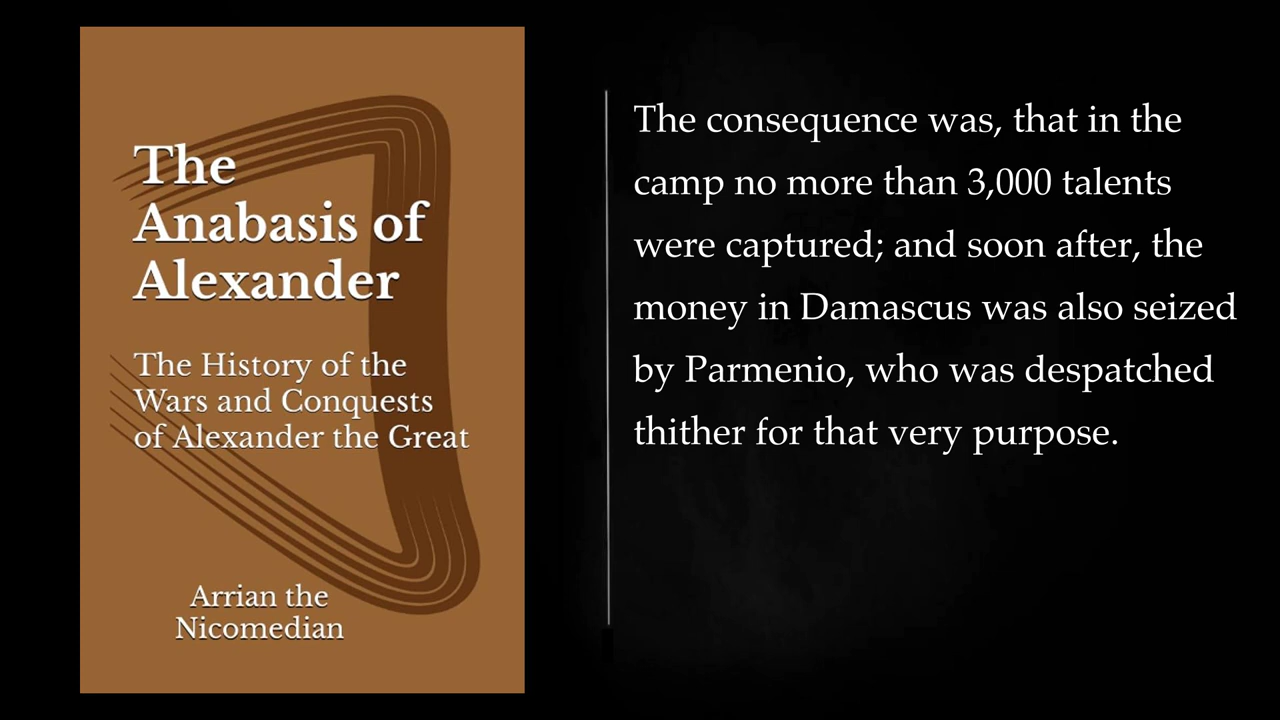 The
Anabasis of
Alexander
The History of the
Wars and Conquests
of Alexander the Great
Arrian the
Nicomedian
The consequence was, that in the
camp no more than 3,000 talents
were captured; and soon after, the
money in Damascus was also seized
by Parmenio, who was despatched
thither for that very purpose.